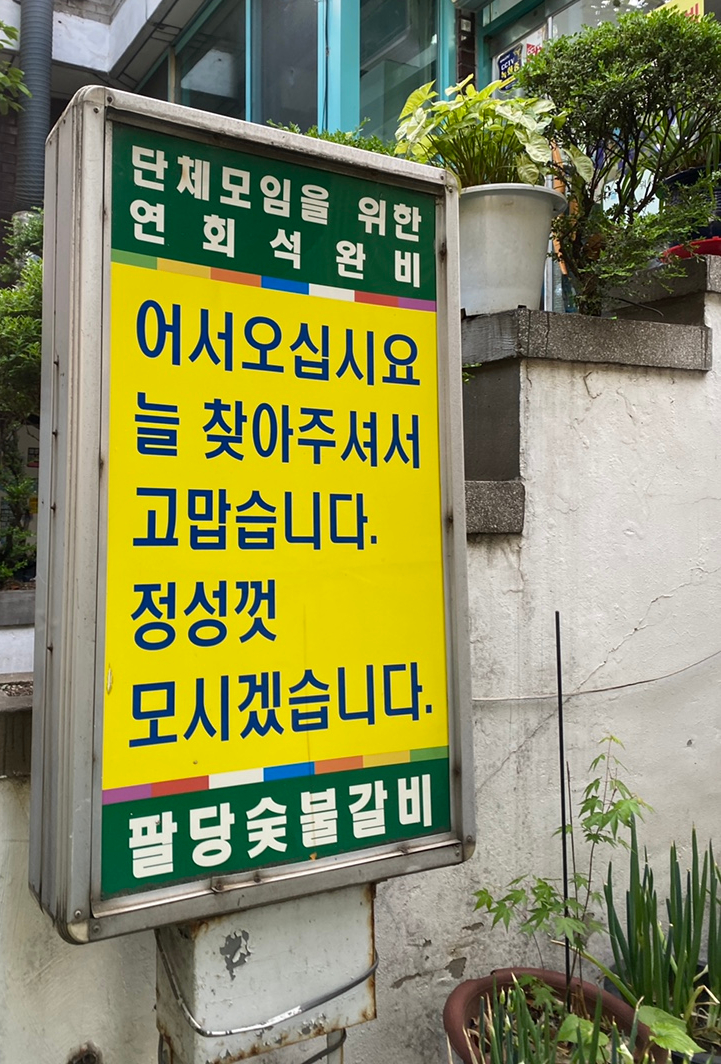 단체모임을 위한
연회석완비
어서오십시요
늘 찾아주셔서
고맙습니다.
정성껏
모시겠습니다.
팔당숯불갈비
CCTV
비